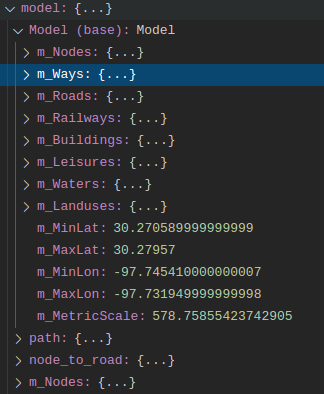 model: {...}
Model (base): Model
m_Nodes: {...}
m_Ways: {...}
m_Roads: {...}
m_Railways: {...}
m_Buildings: {...}
m_Leisures: {...}
m_Waters: {...}
m_Landuses: {...}
m_MinLat: 30.270589999999999
m_MaxLat: 30.27957
m_MinLon: -97.745410000000007
m_MaxLon: -97.731949999999998
m_MetricScale: 578.75855423742905
path: {...}
node_to_road: {...}
m_Nodes: {...}